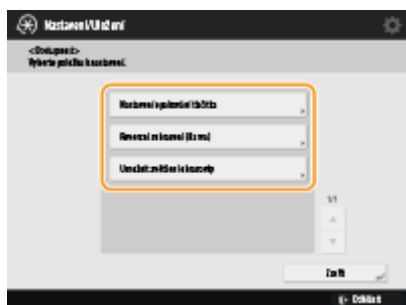 Nastavení/Uložení
<Dostupnost>
Vyberte položku k nastavení.
Nastavení opakování tlačítka
Reverzní zobrazení (Barva)
1/1
Zavřít
Odhlásit